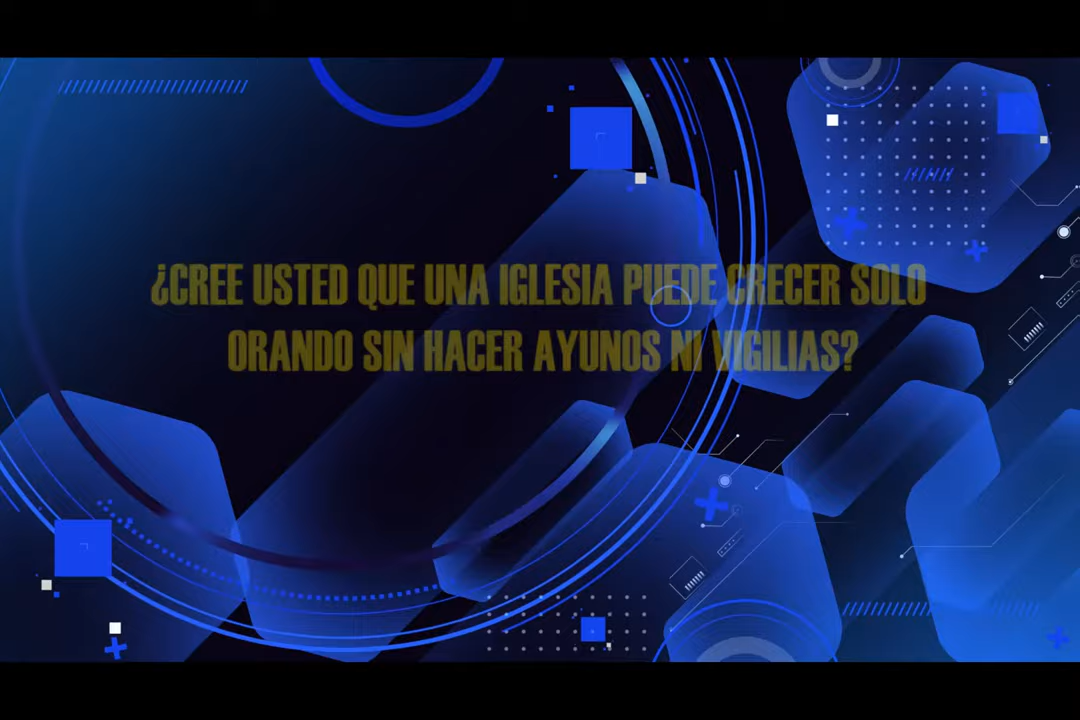 ¿CREE USTED QUE UNA IGLESIA PUEDE CRECER SOLO
ORANDO SIN HACER AYUNOS NI VIGILIAS?